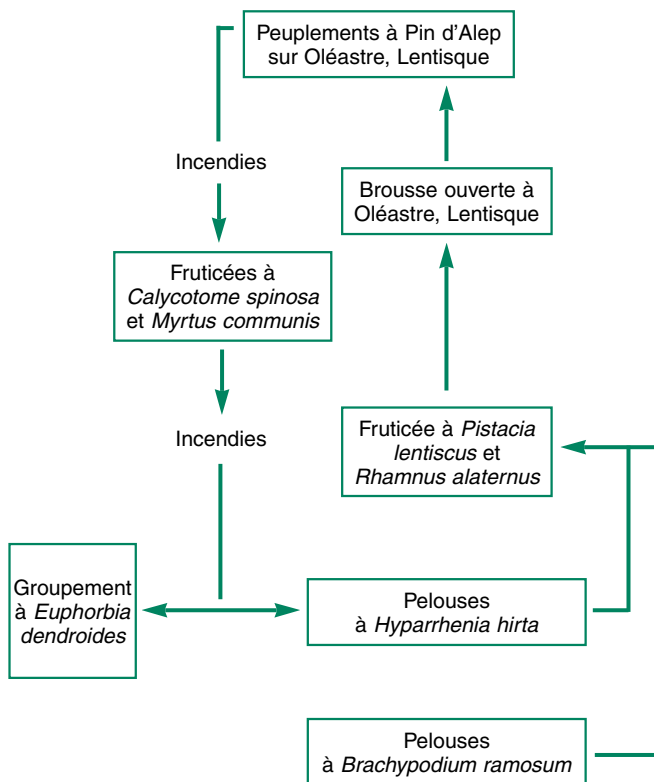 Peuplements à Pin d'Alep
sur Oléastre, Lentisque
Incendies
Brousse ouverte à
Oléastre, Lentisque
Fruticées à
Calycotome spinosa
et Myrtus communis
Incendies
Fruticée à Pistacia
lentiscus et
Rhamnus alaternus
Groupement
à Euphorbia
dendroides
Pelouses
à Hyparrhenia hirta
Pelouses
à Brachypodium ramosum